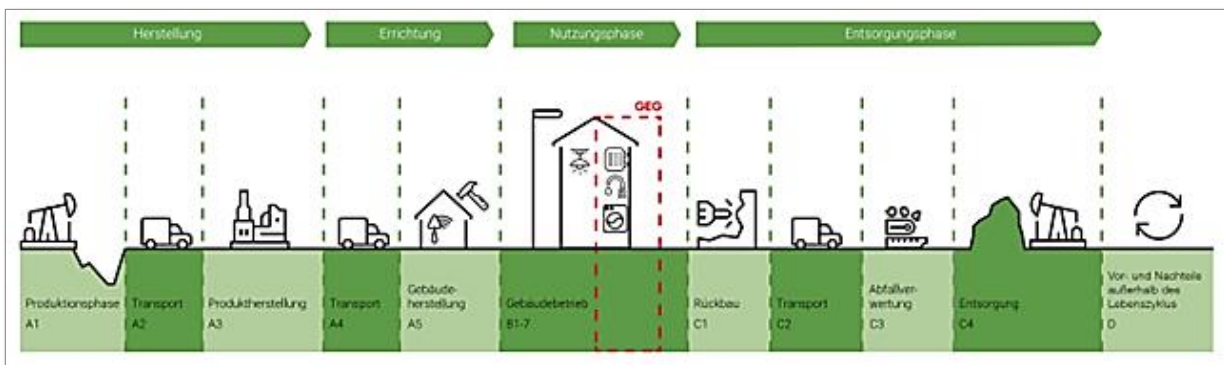 Herstellung
Errichtung
Nutzungsphase
Entsorgungsphase
GEG
Produktionsphase
A1
Transport
A2
Produktherstellung
A3
Transport
A4
Gebäude-
herstellung
A5
Gebäudebetrieb
B1-7
Rückbau
C1
Transport
C2
Abfallver-
wertung
C3
Entsorgung
C4
Vor- und Nachteile
außerhalb des
Lebenszyklus
D